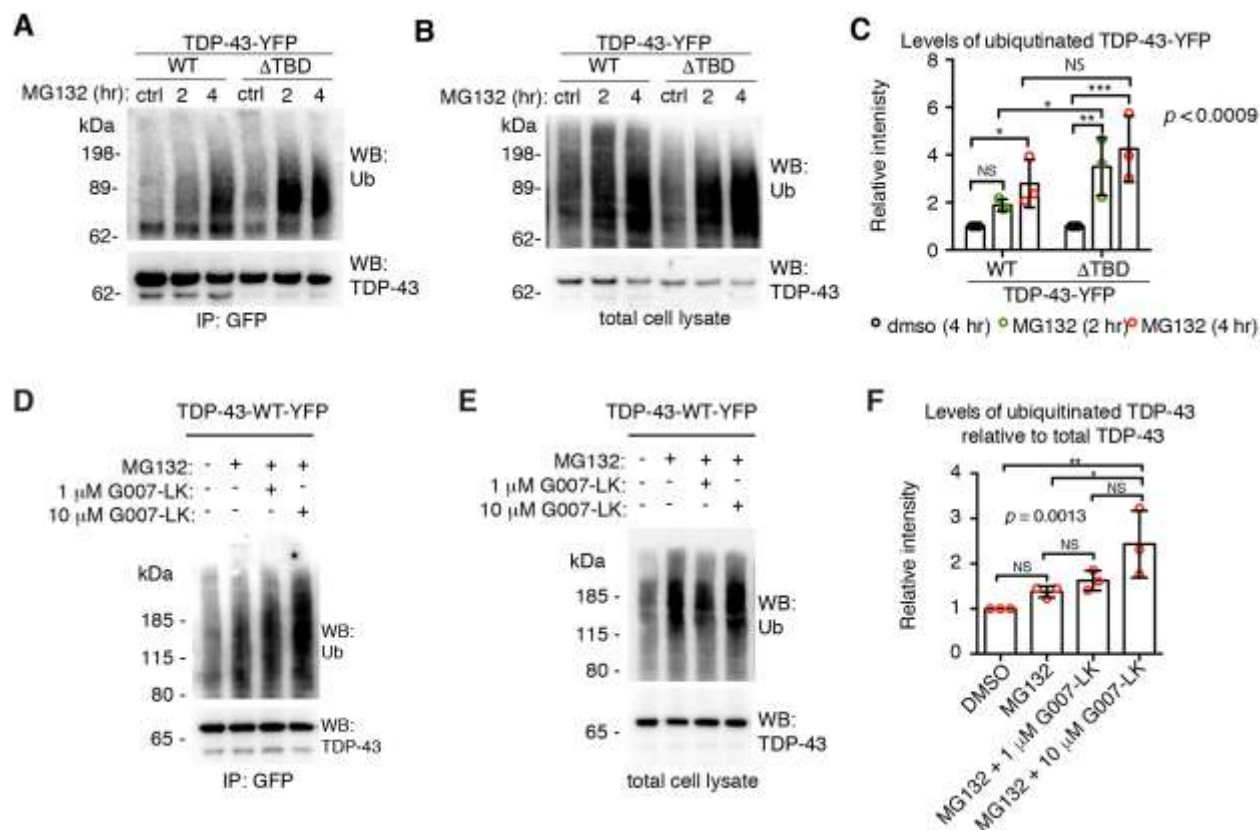 A
TDP-43-YFP
WT ΔTBD
MG132 (hr): ctrl 2 4 ctrl 2 4
kDa
198-
89-
62-
WB:
Ub
62-
WB:
TDP-43
IP: GFP
B
TDP-43-YFP
WT ΔTBD
MG132 (hr): ctrl 2 4 ctrl 2 4
kDa
198-
89-
62-
WB:
Ub
62-
WB:
TDP-43
total cell lysate
C
Levels of ubiqutinated TDP-43-YFP
NS
* ***
* **
NS
p < 0.0009
Relative intenisty
8
6
4
2
0
WT ΔTBD
TDP-43-YFP
dmso (4 hr) MG132 (2 hr) MG132 (4 hr)
D
TDP-43-WT-YFP
MG132: - + + +
1 μM G007-LK: - - + -
10 μM G007-LK: - - - +
kDa
185 -
115 -
80 -
WB:
Ub
65 -
WB:
TDP-43
IP: GFP
E
TDP-43-WT-YFP
MG132: - + + +
1 μM G007-LK: - - + -
10 μM G007-LK: - - - +
kDa
185 -
115 -
80 -
WB:
Ub
65 -
WB:
TDP-43
total cell lysate
F
Levels of ubiquitinated TDP-43
relative to total TDP-43
**
*
NS
p = 0.0013
NS
NS
Relative intensity
4
3
2
1
0
DMSO
MG132
MG132 + 1 μM G007-LK
MG132 + 10 μM G007-LK